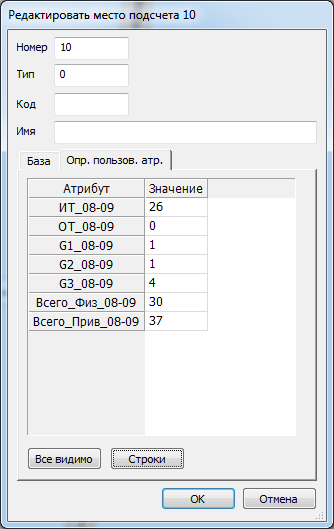 Редактировать место подсчета 10
Номер 10
Тип 0
Код
Имя
База Опр. пользов. атр.
Атрибут Значение
ИТ_08-09 26
ОТ_08-09 0
G1_08-09 1
G2_08-09 1
G3_08-09 4
Всего_Физ_08-09 30
Всего_Прив_08-09 37
Все видимо Строки
OK Отмена